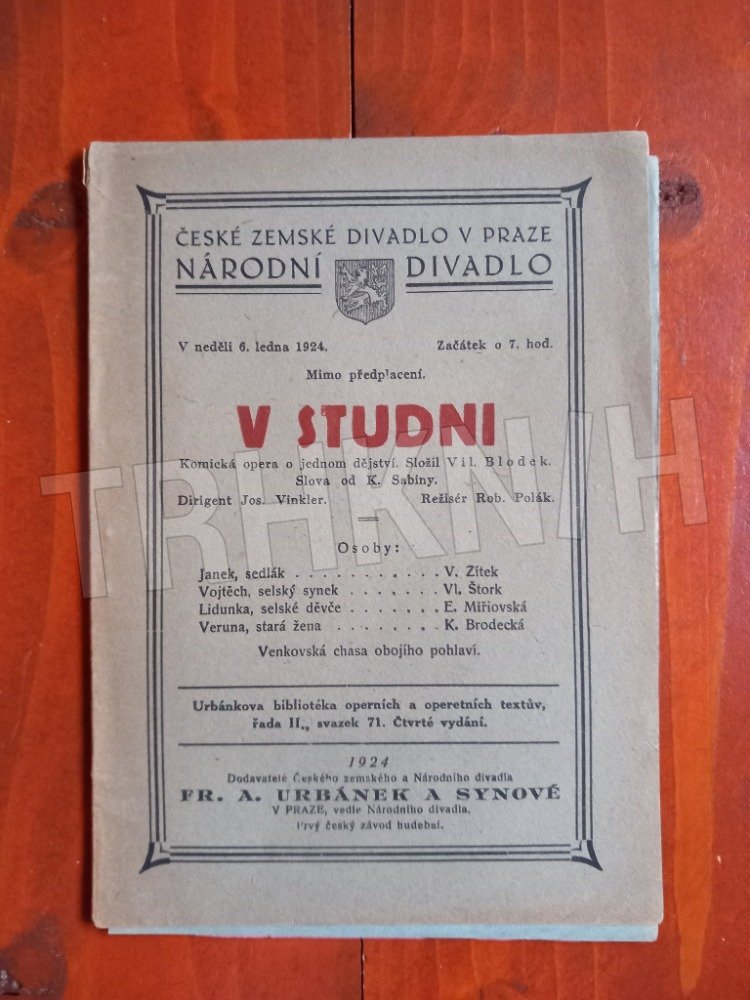 ČESKÉ ZEMSKÉ DIVADLO V PRAZE
NÁRODNÍ DIVADLO
V neděli 6. ledna 1924. Začátek o 7. hod.
Mimo předplacení.
V STUDNI
Komická opera o jednom dějství. Složil Vil. Blodek.
Slova od K. Sabiny.
Dirigent Jos. Vinkler. Režisér Rob. Polák.
Osoby:
Janek, sedlák . . . . . . . . . . . V. Zítek
Vojtěch, selský synek . . . . . . . Vl. Štork
Lidunka, selské děvče . . . . . . . E. Miřiovská
Veruna, stará žena . . . . . . . . K. Brodecká
Venkovská chasa obojího pohlaví.
Urbánkova bibliotéka operních a operetních textův,
řada II., svazek 71. Čtvrté vydání.
1924
Dodavatelé Českého zemského a Národního divadla
FR. A. URBÁNEK A SYNOVÉ
V PRAZE, vedle Národního divadla.
Prvý český závod hudební.
TRHKNIH